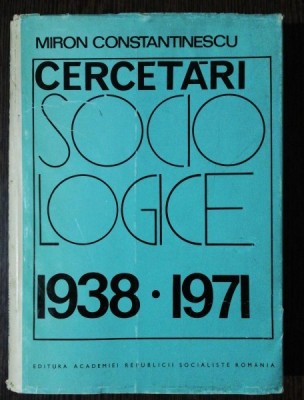 MIRON CONSTANTINESCU
CERCETĂRI
SOCIO
LOGICE
1938 • 1971
EDITURA ACADEMIEI REPUBLICII SOCIALISTE ROMÂNIA